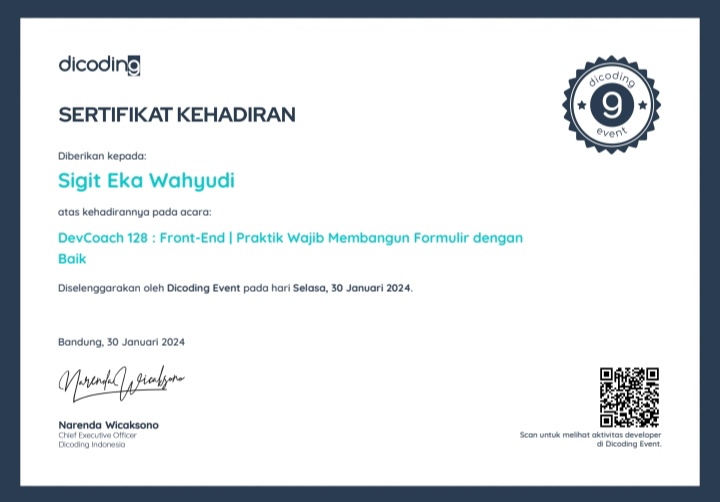 dicoding
SERTIFIKAT KEHADIRAN
dicoding
9
event
Diberikan kepada:
Sigit Eka Wahyudi
atas kehadirannya pada acara:
DevCoach 128 : Front-End | Praktik Wajib Membangun Formulir dengan
Baik
Diselenggarakan oleh Dicoding Event pada hari Selasa, 30 Januari 2024.
Bandung, 30 Januari 2024
Narenda Wicaksono
Narenda Wicaksono
Chief Executive Officer
Dicoding Indonesia
Scan untuk melihat aktivitas developer
di Dicoding Event.